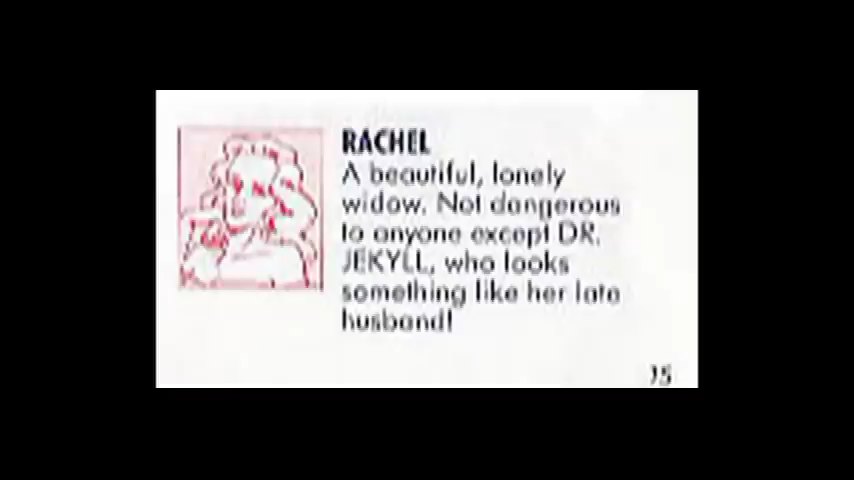 RACHEL
A beautiful, lonely
widow. Not dangerous
to anyone except DR.
JEKYLL, who looks
something like her late
husband!
15